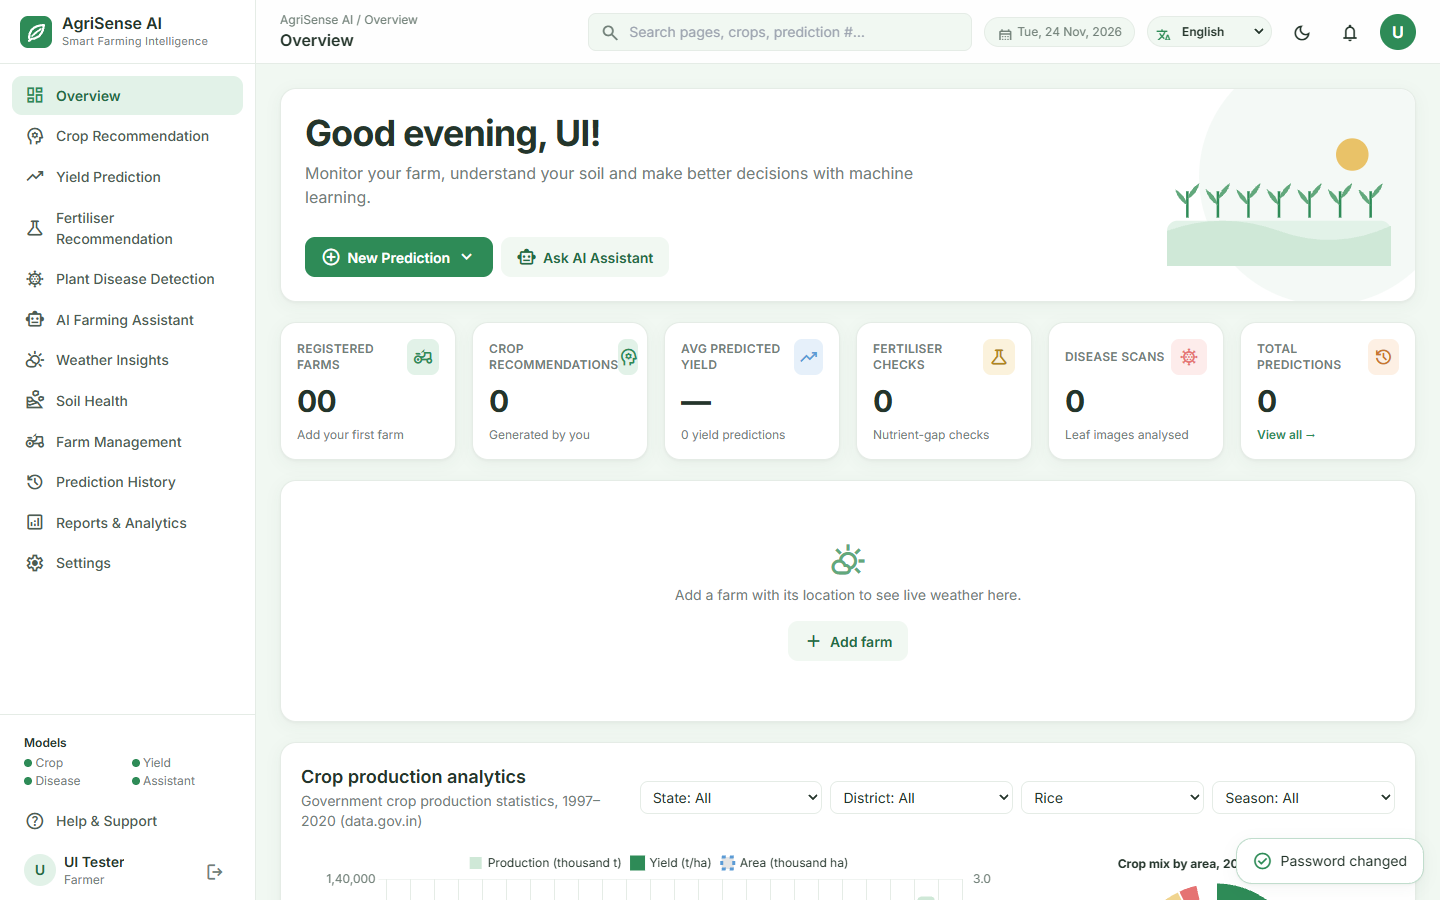 AgriSense AI
Smart Farming Intelligence
Overview
Crop Recommendation
Yield Prediction
Fertiliser
Recommendation
Plant Disease Detection
AI Farming Assistant
Weather Insights
Soil Health
Farm Management
Prediction History
Reports & Analytics
Settings
Models
Crop
Yield
Disease
Assistant
Help & Support
U
UI Tester
Farmer
AgriSense AI / Overview
Overview
Search pages, crops, prediction #...
Tue, 24 Nov, 2026
English
U
Good evening, UI!
Monitor your farm, understand your soil and make better decisions with machine
learning.
New Prediction
Ask AI Assistant
REGISTERED
FARMS
00
Add your first farm
CROP
RECOMMENDATIONS
0
Generated by you
AVG PREDICTED
YIELD
—
0 yield predictions
FERTILISER
CHECKS
0
Nutrient-gap checks
DISEASE SCANS
0
Leaf images analysed
TOTAL
PREDICTIONS
0
View all →
Add a farm with its location to see live weather here.
+ Add farm
Crop production analytics
Government crop production statistics, 1997–
2020 (data.gov.in)
State: All
District: All
Rice
Season: All
Production (thousand t)
Yield (t/ha)
Area (thousand ha)
1,40,000
3.0
Crop mix by area, 20
Password changed